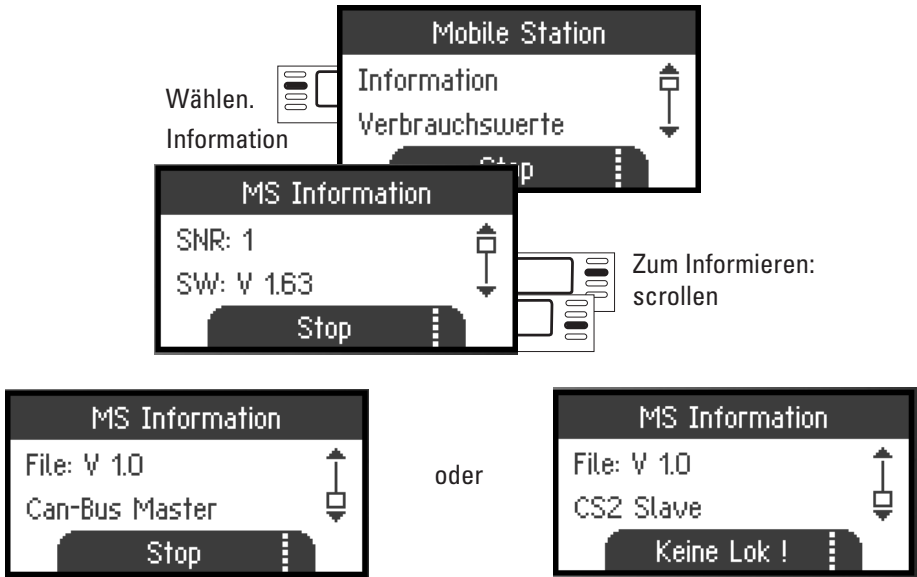 Mobile Station
Information
Verbrauchswerte
Stop
Wählen.
Information
MS Information
SNR: 1
SW: V 1.63
Stop
Zum Informieren:
scrollen
MS Information
File: V 1.0
Can-Bus Master
Stop
oder
MS Information
File: V 1.0
CS2 Slave
Keine Lok !